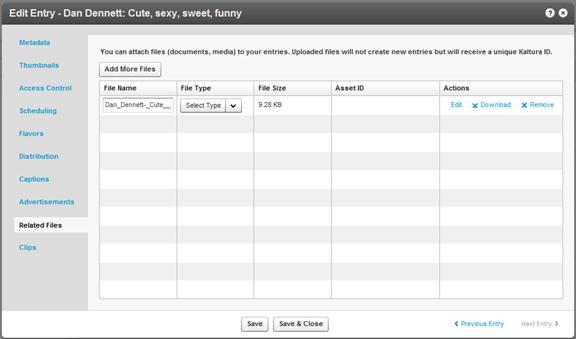 Edit Entry - Dan Dennett: Cute, sexy, sweet, funny
Metadata
Thumbnails
Access Control
Scheduling
Flavors
Distribution
Captions
Advertisements
Related Files
Clips
You can attach files (documents, media) to your entries. Uploaded files will not create new entries but will receive a unique Kaltura ID.
Add More Files
File Name File Type File Size Asset ID Actions
Dan_Dennett-_Cute__ Select Type 9.28 KB Edit Download Remove
Save Save & Close Previous Entry Next Entry